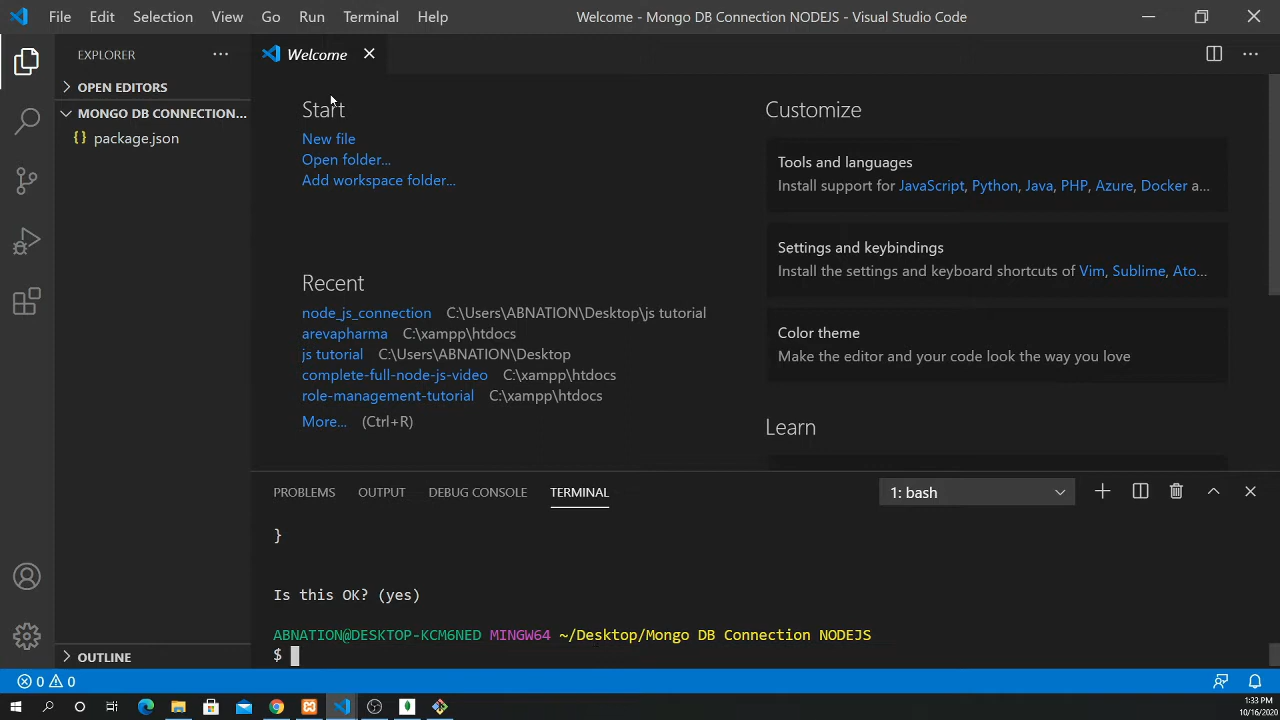 File Edit Selection View Go Run Terminal Help
Welcome - Mongo DB Connection NODEJS - Visual Studio Code
EXPLORER
OPEN EDITORS
MONGO DB CONNECTION...
{} package.json
OUTLINE
Welcome
Start
New file
Open folder...
Add workspace folder...
Recent
node_js_connection C:\Users\ABNATION\Desktop\js tutorial
arevapharma C:\xampp\htdocs
js tutorial C:\Users\ABNATION\Desktop
complete-full-node-js-video C:\xampp\htdocs
role-management-tutorial C:\xampp\htdocs
More... (Ctrl+R)
Customize
Tools and languages
Install support for JavaScript, Python, Java, PHP, Azure, Docker a...
Settings and keybindings
Install the settings and keyboard shortcuts of Vim, Sublime, Ato...
Color theme
Make the editor and your code look the way you love
Learn
PROBLEMS OUTPUT DEBUG CONSOLE TERMINAL
1: bash
}
Is this OK? (yes)
ABNATION@DESKTOP-KCM6NED MINGW64 ~/Desktop/Mongo DB Connection NODEJS
$
0 0
1:33 PM
10/16/2020